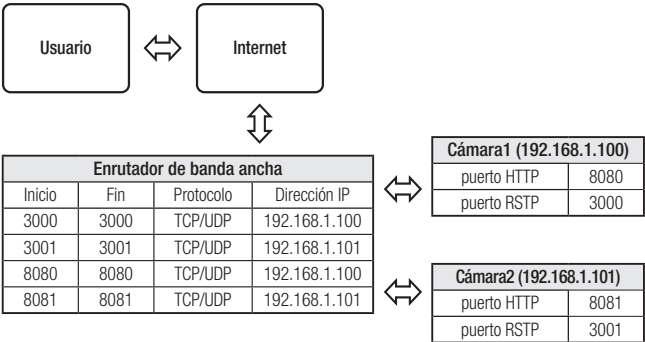 Usuario
Internet
Enrutador de banda ancha
Inicio Fin Protocolo Dirección IP
3000 3000 TCP/UDP 192.168.1.100
3001 3001 TCP/UDP 192.168.1.101
8080 8080 TCP/UDP 192.168.1.100
8081 8081 TCP/UDP 192.168.1.101
Cámara1 (192.168.1.100)
puerto HTTP 8080
puerto RSTP 3000
Cámara2 (192.168.1.101)
puerto HTTP 8081
puerto RSTP 3001